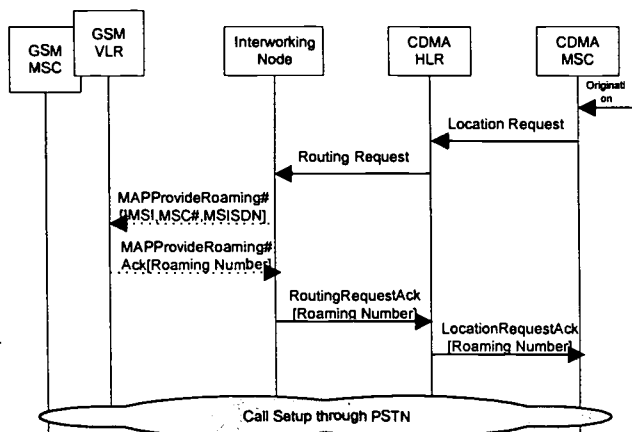 GSM
MSC
GSM
VLR
Interworking
Node
CDMA
HLR
CDMA
MSC
Originati
on
Location Request
Routing Request
MAPProvideRoaming#
[IMSI,MSC#,MSISDN]
MAPProvideRoaming#
Ack[Roaming Number]
RoutingRequestAck
[Roaming Number]
LocationRequestAck
[Roaming Number]
Call Setup through PSTN